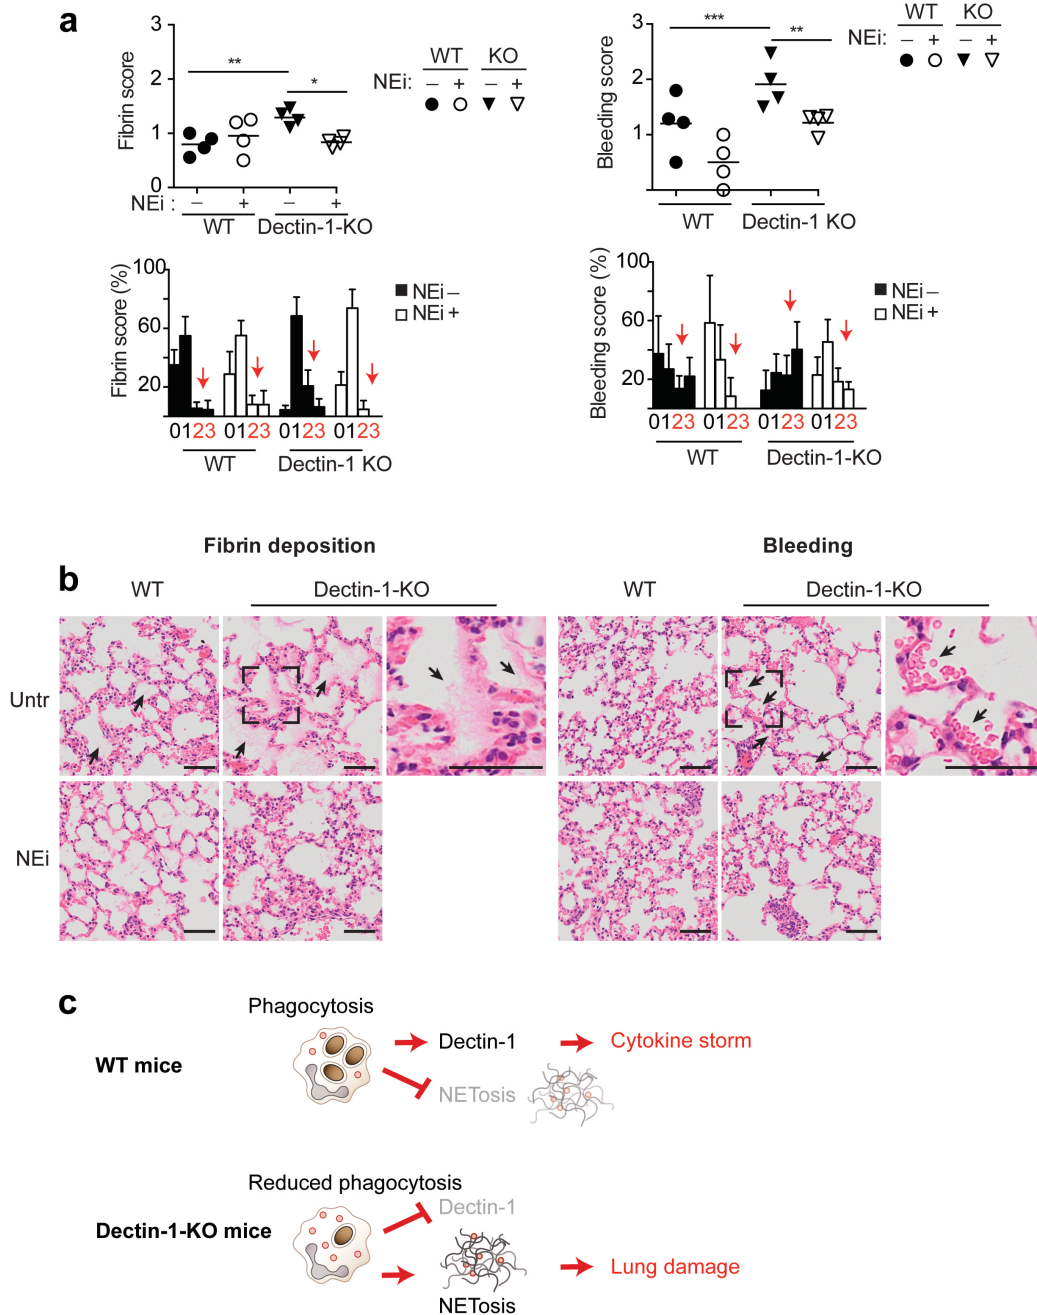 a
3
2
1
0
Fibrin score
**
*
WT KO
NEi: – + – +
NEi : – + – +
WT Dectin-1-KO
3
2
1
Bleeding score
***
**
WT KO
NEi: – + – +
WT Dectin-1 KO
100
60
20
Fibrin score (%)
NEi –
NEi +
0123 0123 0123 0123
WT Dectin-1 KO
100
60
20
Bleeding score (%)
NEi –
NEi +
0123 0123 0123 0123
WT Dectin-1-KO
Fibrin deposition Bleeding
b
WT Dectin-1-KO WT Dectin-1-KO
Untr
NEi
c
Phagocytosis
WT mice
Dectin-1
Cytokine storm
NETosis
Reduced phagocytosis
Dectin-1
Dectin-1-KO mice
Lung damage
NETosis